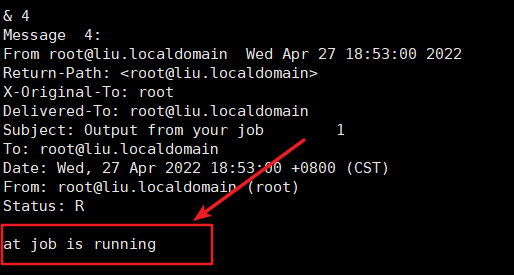 & 4
Message  4:
From root@liu.localdomain  Wed Apr 27 18:53:00 2022
Return-Path: <root@liu.localdomain>
X-Original-To: root
Delivered-To: root@liu.localdomain
Subject: Output from your job        1
To: root@liu.localdomain
Date: Wed, 27 Apr 2022 18:53:00 +0800 (CST)
From: root@liu.localdomain (root)
Status: R
at job is running